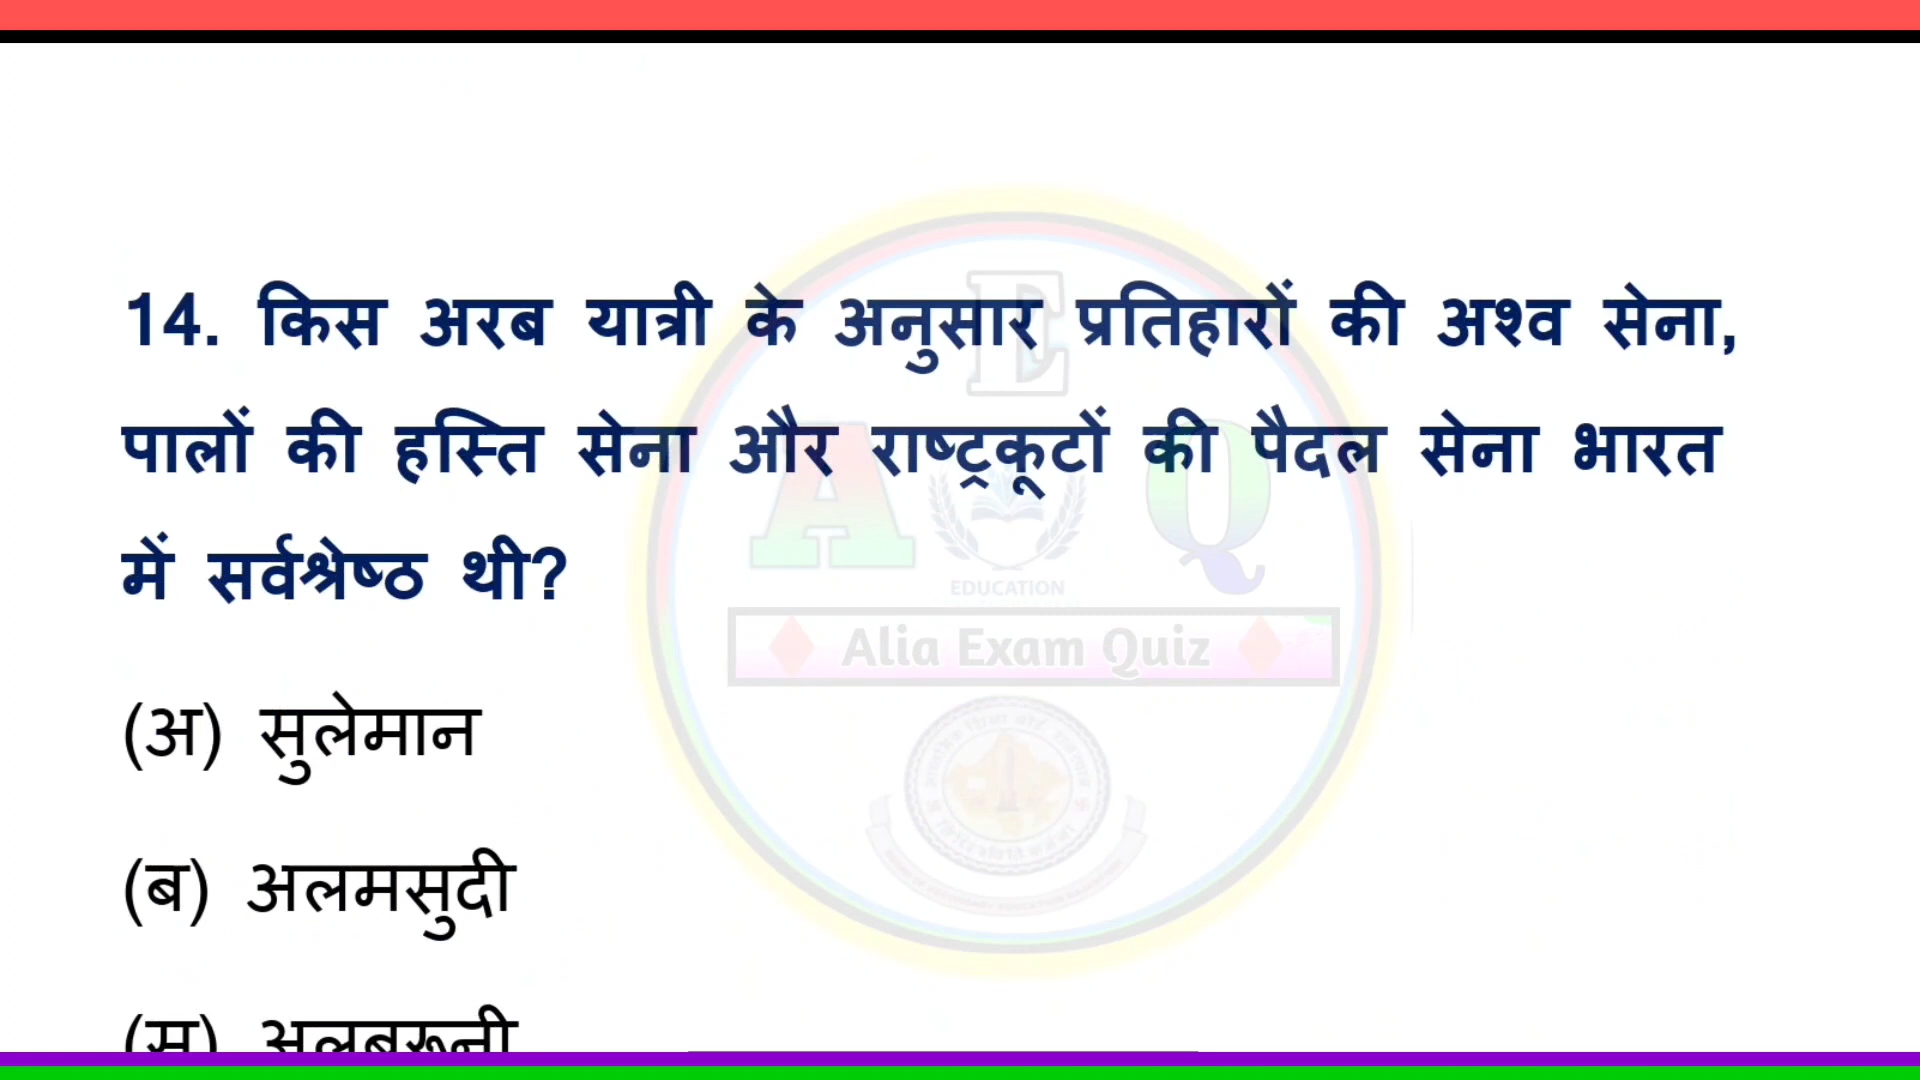 14. किस अरब यात्री के अनुसार प्रतिहारों की अश्व सेना,
पालों की हस्ति सेना और राष्ट्रकूटों की पैदल सेना भारत
में सर्वश्रेष्ठ थी?
E
A Q
EDUCATION
Alia Exam Quiz
(अ) सुलेमान
(ब) अलमसुदी
(स) अलबरूनी